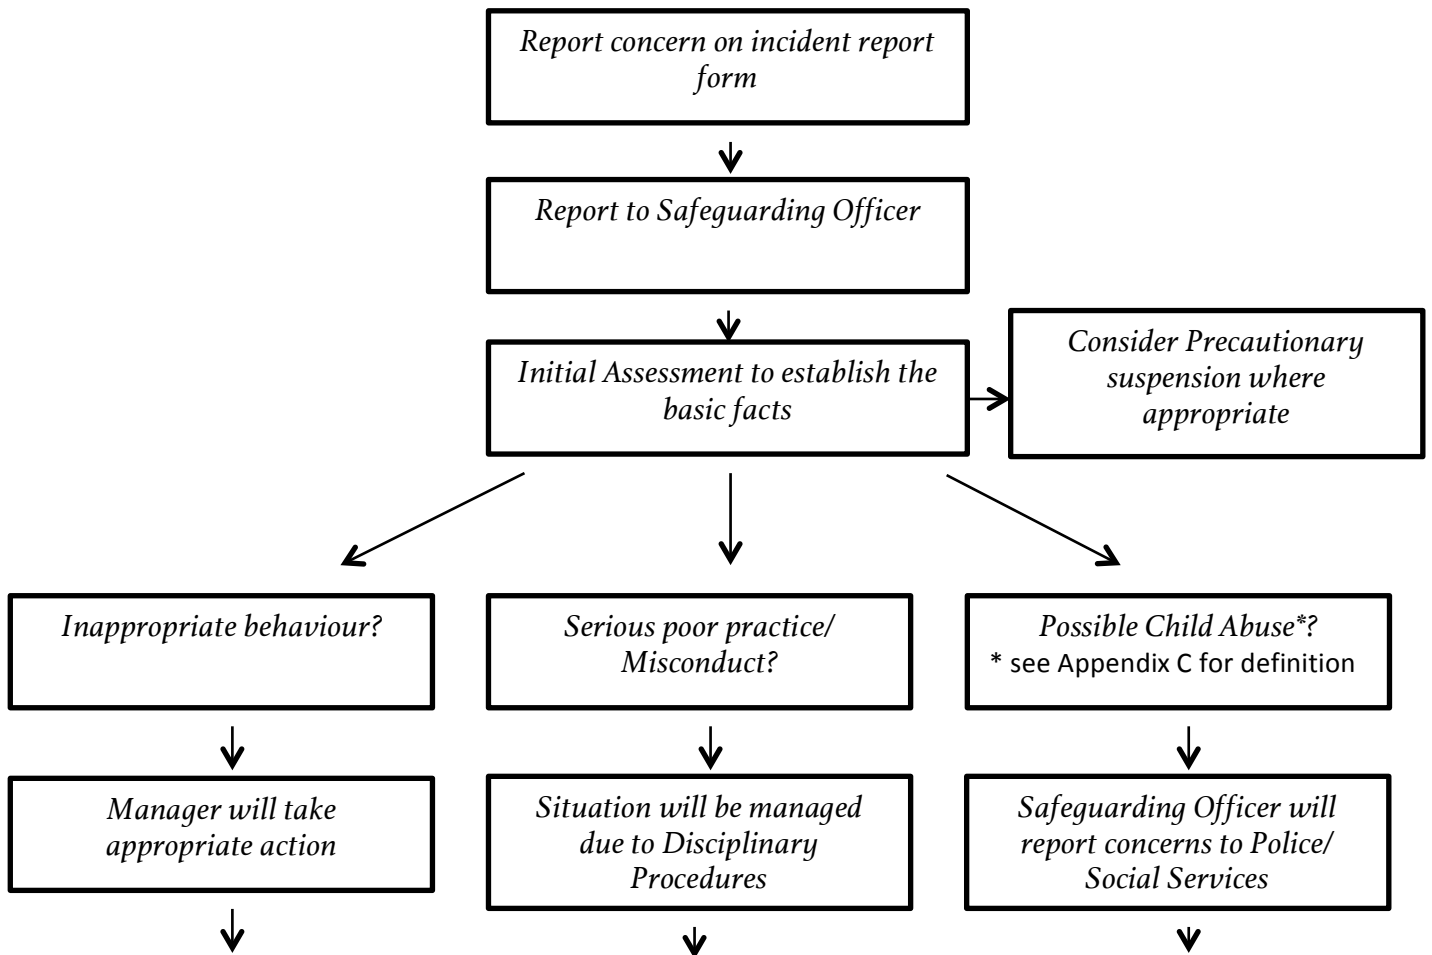 Report concern on incident report
form
Report to Safeguarding Officer
Initial Assessment to establish the
basic facts
Consider Precautionary
suspension where
appropriate
Inappropriate behaviour?
Serious poor practice/
Misconduct?
Possible Child Abuse*?
* see Appendix C for definition
Manager will take
appropriate action
Situation will be managed
due to Disciplinary
Procedures
Safeguarding Officer will
report concerns to Police/
Social Services